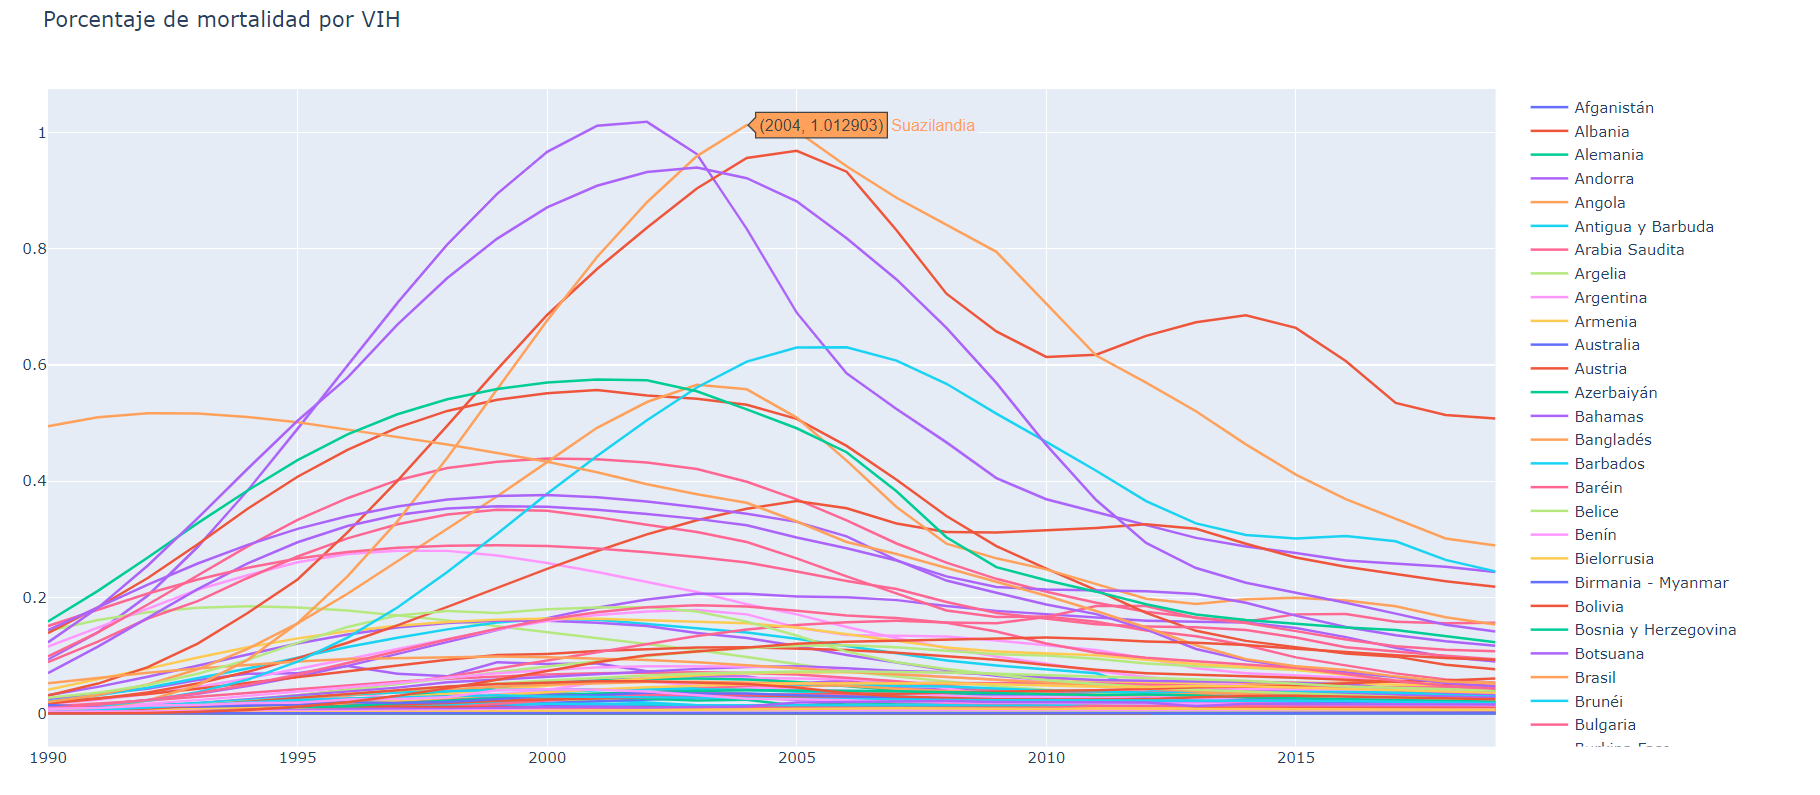 Porcentaje de mortalidad por VIH
(2004, 1.012903) Suazilandia
1
0.8
0.6
0.4
0.2
0
1990
1995
2000
2005
2010
2015
Afganistán
Albania
Alemania
Andorra
Angola
Antigua y Barbuda
Arabia Saudita
Argelia
Argentina
Armenia
Australia
Austria
Azerbaiyán
Bahamas
Bangladés
Barbados
Baréin
Belice
Benín
Bielorrusia
Birmania - Myanmar
Bolivia
Bosnia y Herzegovina
Botsuana
Brasil
Brunéi
Bulgaria